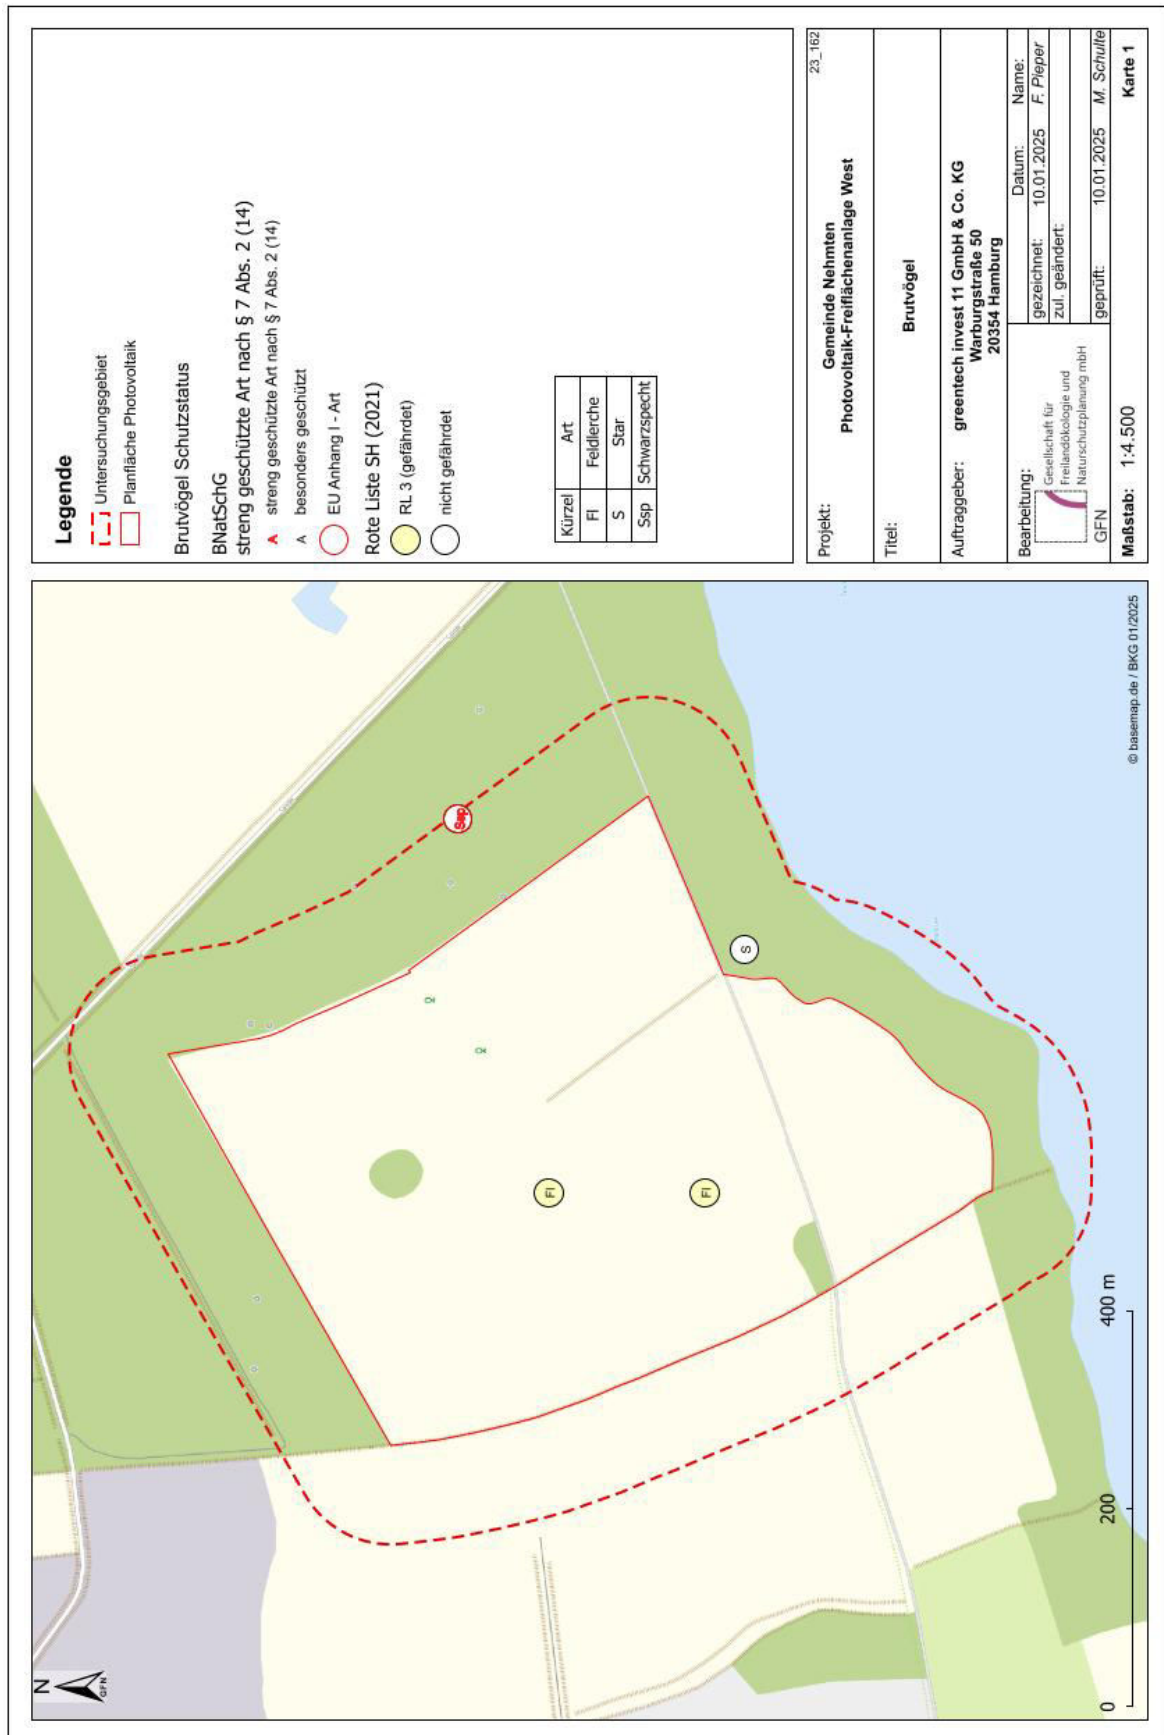 N
GFN
Ssp
S
Fl
Fl
0 200 400 m
© basemap.de / BKG 01/2025
Legende
Untersuchungsgebiet
Planfläche Photovoltaik
Brutvögel Schutzstatus
BNatSchG
streng geschützte Art nach § 7 Abs. 2 (14)
A streng geschützte Art nach § 7 Abs. 2 (14)
A besonders geschützt
EU Anhang I - Art
Rote Liste SH (2021)
RL 3 (gefährdet)
nicht gefährdet
Kürzel Art
Fl Feldlerche
S Star
Ssp Schwarzspecht
Projekt: 23_162
Gemeinde Nehmten
Photovoltaik-Freiflächenanlage West
Titel: Brutvögel
Auftraggeber: greentech invest 11 GmbH & Co. KG
Warburgstraße 50
20354 Hamburg
Bearbeitung: Datum: Name:
gezeichnet: 10.01.2025 F. Pieper
zul. geändert:
geprüft: 10.01.2025 M. Schulte
Gesellschaft für
Freilandökologie und
Naturschutzplanung mbH
GFN
Maßstab: 1:4.500 Karte 1